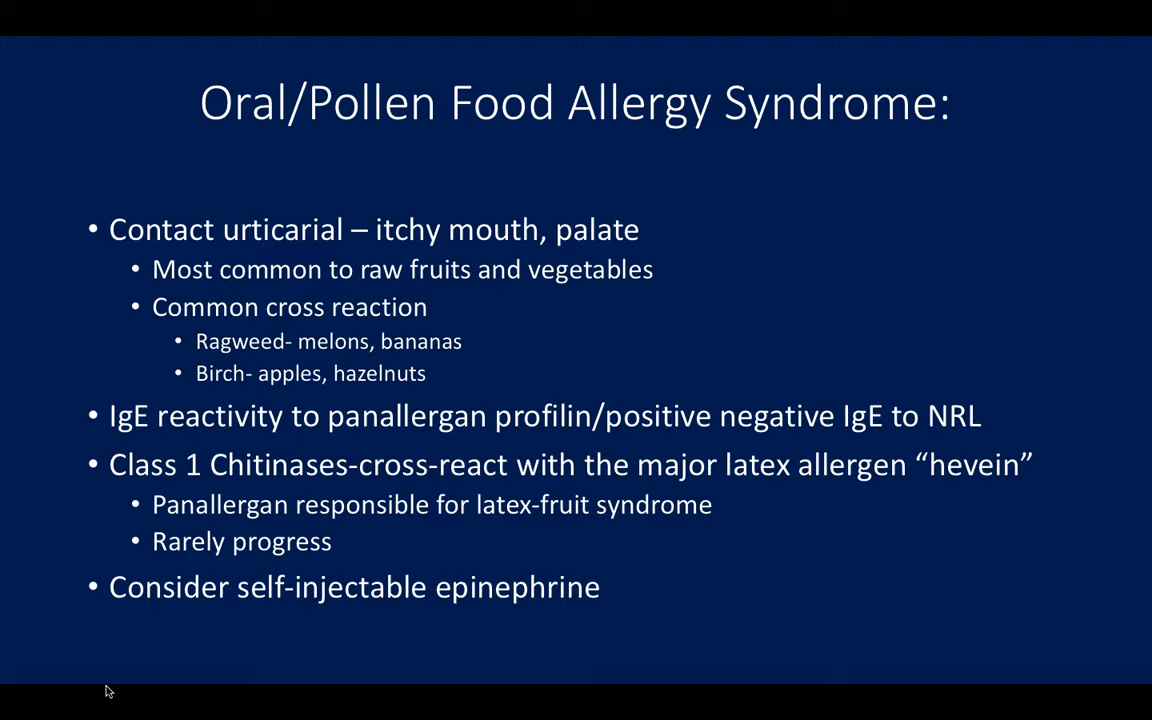 Oral/Pollen Food Allergy Syndrome:
• Contact urticarial – itchy mouth, palate
• Most common to raw fruits and vegetables
• Common cross reaction
• Ragweed- melons, bananas
• Birch- apples, hazelnuts
• IgE reactivity to panallergan profilin/positive negative IgE to NRL
• Class 1 Chitinases-cross-react with the major latex allergen “hevein”
• Panallergan responsible for latex-fruit syndrome
• Rarely progress
• Consider self-injectable epinephrine